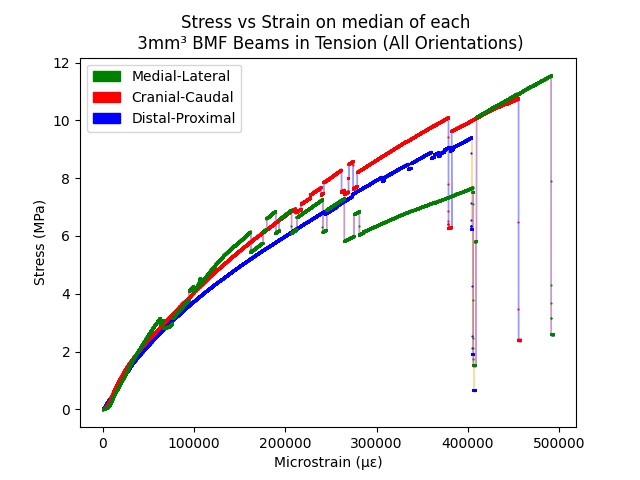 Stress vs Strain on median of each
3mm³ BMF Beams in Tension (All Orientations)
12
10
8
6
4
2
0
Stress (MPa)
Medial-Lateral
Cranial-Caudal
Distal-Proximal
0
100000
200000
300000
400000
500000
Microstrain (με)